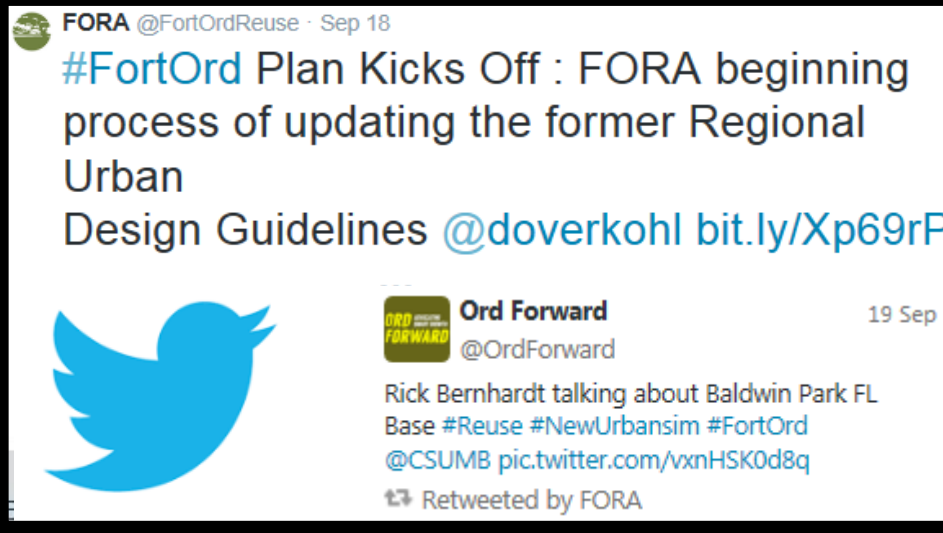 FORA @FortOrdReuse · Sep 18
#FortOrd Plan Kicks Off : FORA beginning
process of updating the former Regional
Urban
Design Guidelines @doverkohl bit.ly/Xp69rP
Ord Forward
19 Sep
@OrdForward
ORD
FORWARD
Rick Bernhardt talking about Baldwin Park FL
Base #Reuse #NewUrbansim #FortOrd
@CSUMB pic.twitter.com/vxnHSK0d8q
Retweeted by FORA